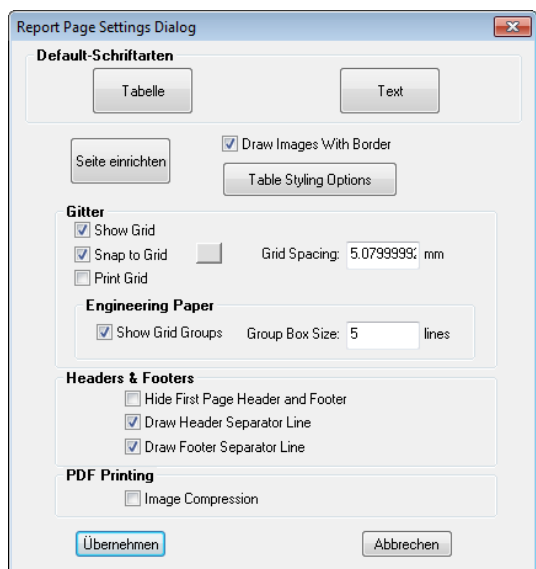 Report Page Settings Dialog
Default-Schriftarten
Tabelle Text
Seite einrichten
Draw Images With Border
Table Styling Options
Gitter
Show Grid
Snap to Grid Grid Spacing: 5.0799999 mm
Print Grid
Engineering Paper
Show Grid Groups Group Box Size: 5 lines
Headers & Footers
Hide First Page Header and Footer
Draw Header Separator Line
Draw Footer Separator Line
PDF Printing
Image Compression
Übernehmen Abbrechen